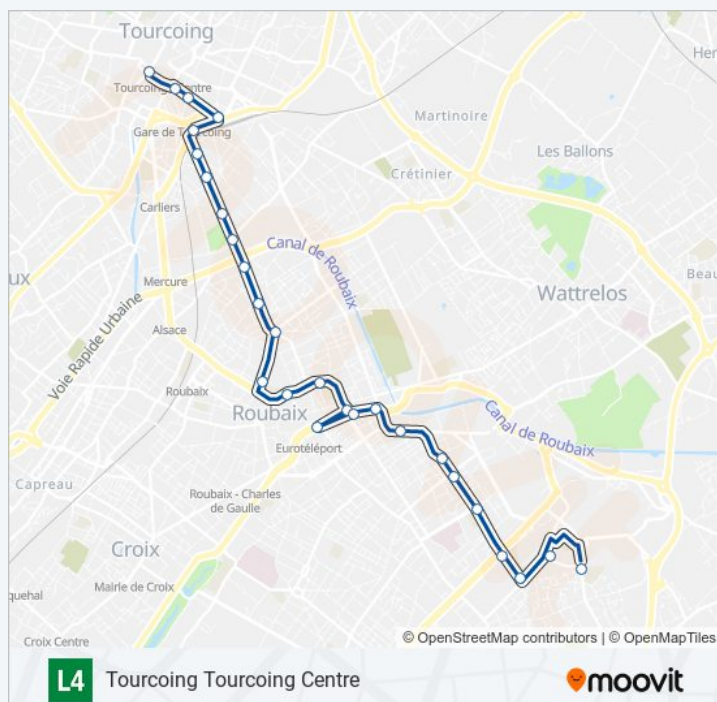 Tourcoing
Tourcoing Centre
Gare de Tourcoing
Martinoire
Her
Les Ballons
Crétinier
Carliers
Canal de Roubaix
eux
Mercure
Wattrelos
Beau
Voie Rapide Urbaine
Alsace
Roubaix
Roubaix
Canal de Roubaix
Eurotéléport
Capreau
Roubaix - Charles
de Gaulle
Croix
Mairie de Croix
quehal
Croix Centre
© OpenStreetMap contributors | © OpenMapTiles
L4
Tourcoing Tourcoing Centre
moovit